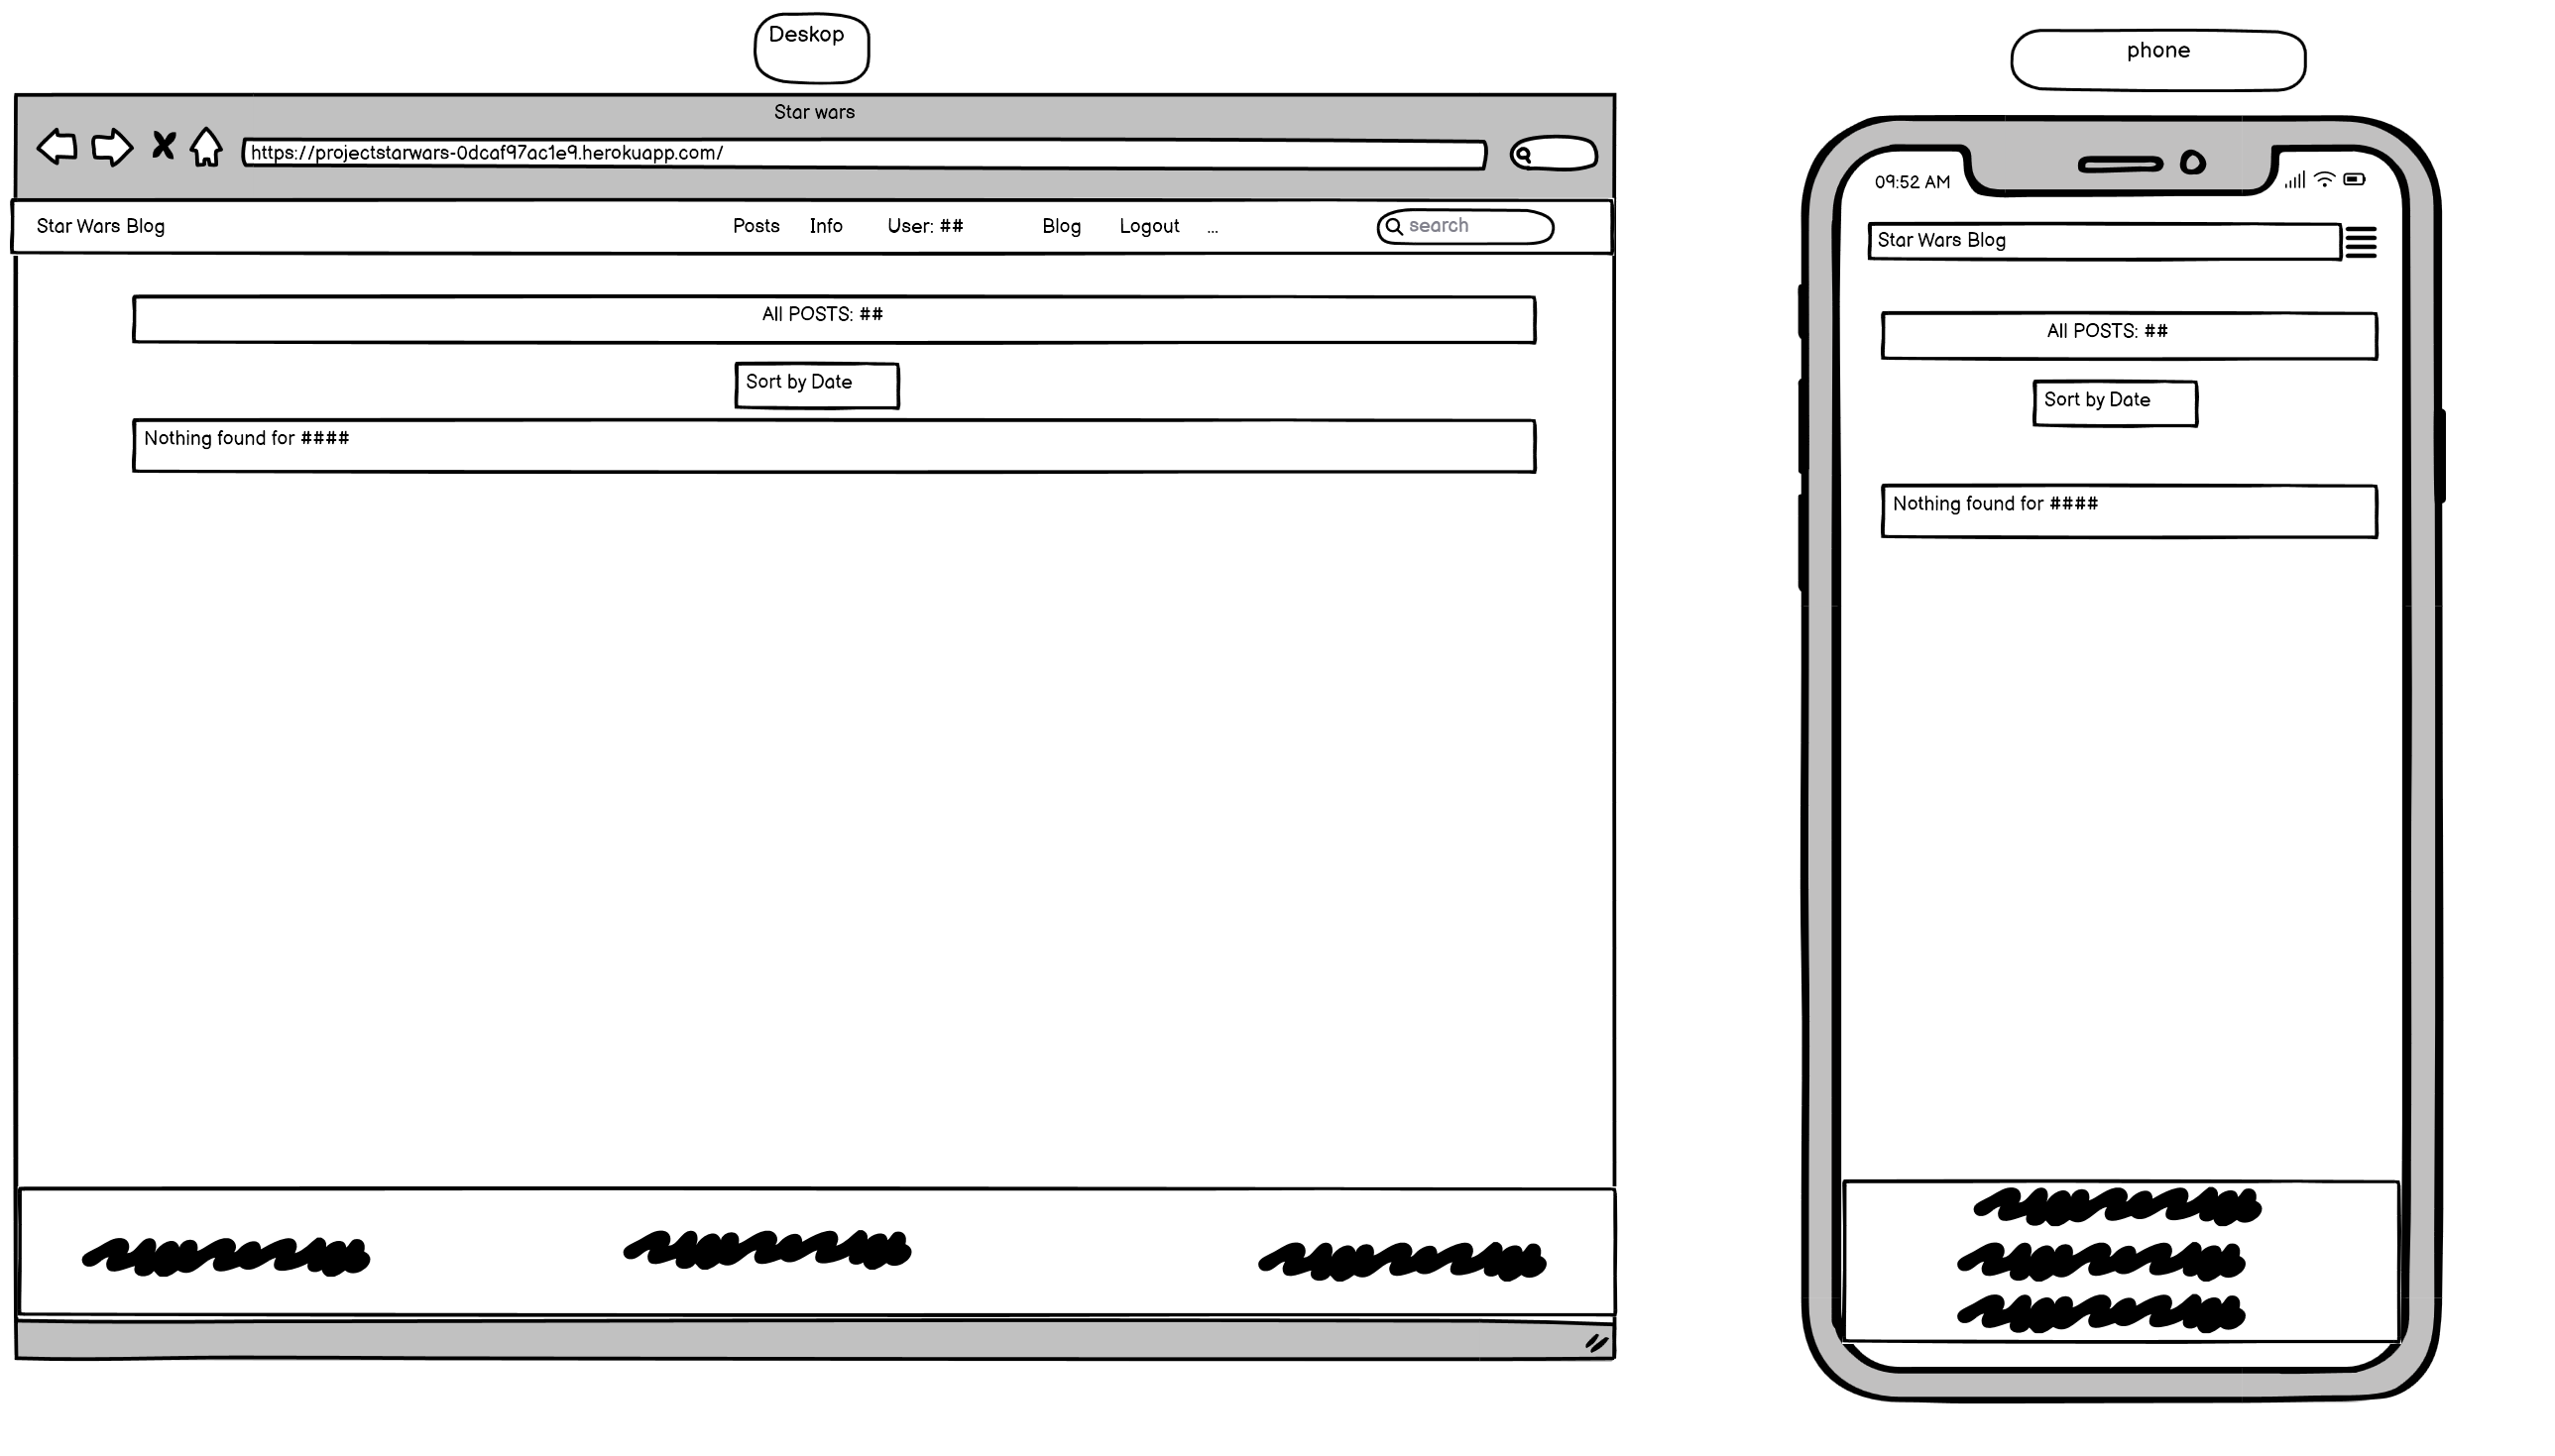 Deskop
Star wars
https://projectstarwars-0dcaf97ac1e9.herokuapp.com/
Star Wars Blog Posts Info User: ## Blog Logout ... search
All POSTS: ##
Sort by Date
Nothing found for ####
phone
09:52 AM
Star Wars Blog
All POSTS: ##
Sort by Date
Nothing found for ####